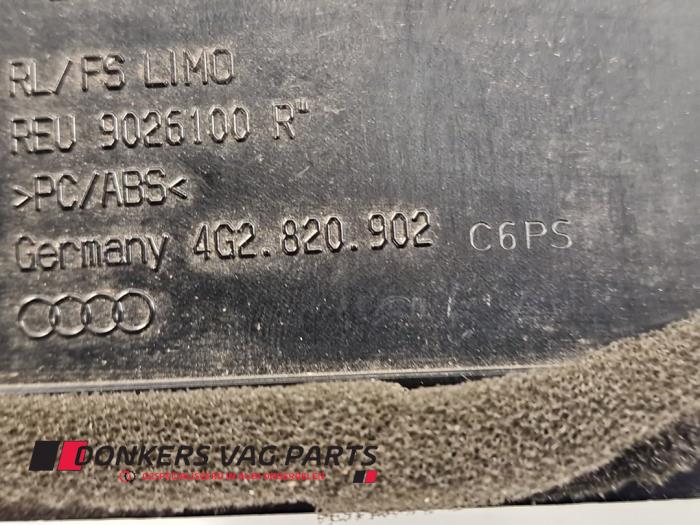 RL/FS LIMO
REU 9026100 R"
>PC/ABS<
Germany 4G2.820.902 C6PS
DONKERS VAG PARTS